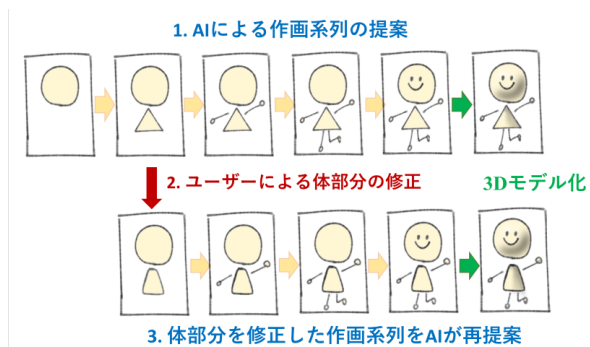 1. AIによる作画系列の提案
2. ユーザーによる体部分の修正
3Dモデル化
3. 体部分を修正した作画系列をAIが再提案